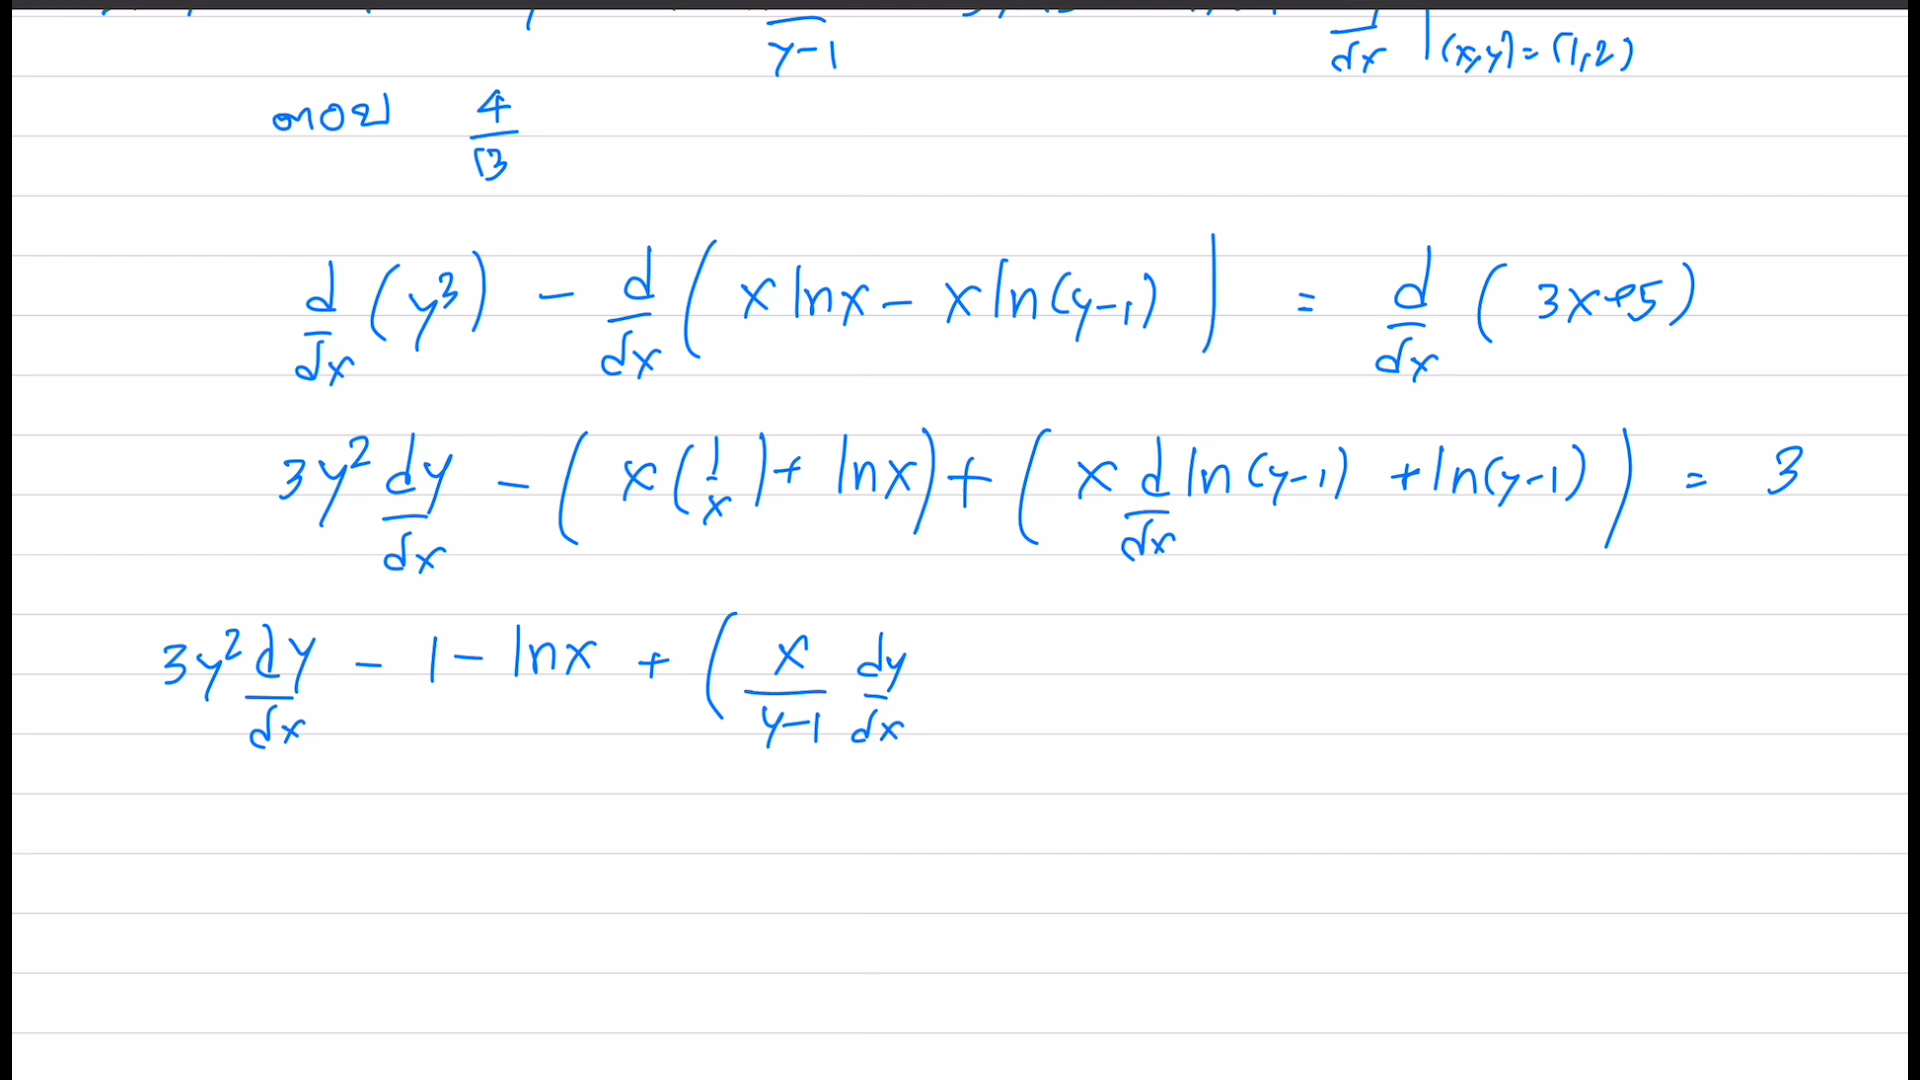 y-1 dx |(x,y) = (1,2)
ตอบ 4/13
d/dx (y³) - d/dx (x lnx - x ln(y-1)) = d/dx (3x+5)
3y² dy/dx - (x(1/x) + lnx) + (x d/dx ln(y-1) + ln(y-1)) = 3
3y² dy/dx - 1 - lnx + (x/(y-1) dy/dx